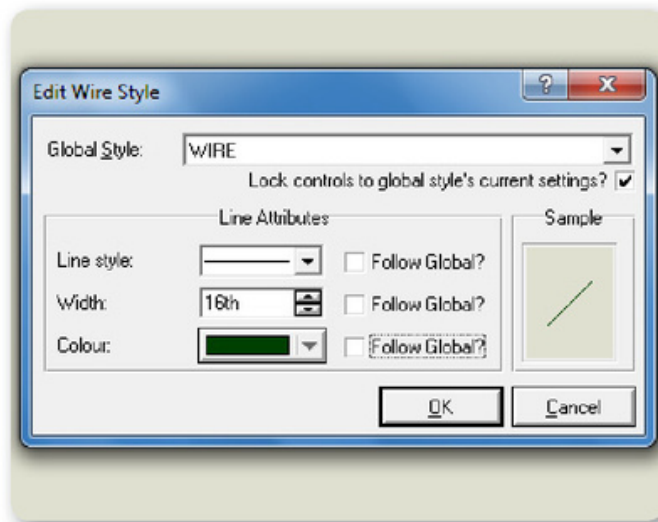 Edit Wire Style
Global Style: WIRE
Lock controls to global style's current settings?
Line Attributes
Sample
Line style: Follow Global?
Width: 16th Follow Global?
Colour: Follow Global?
OK Cancel